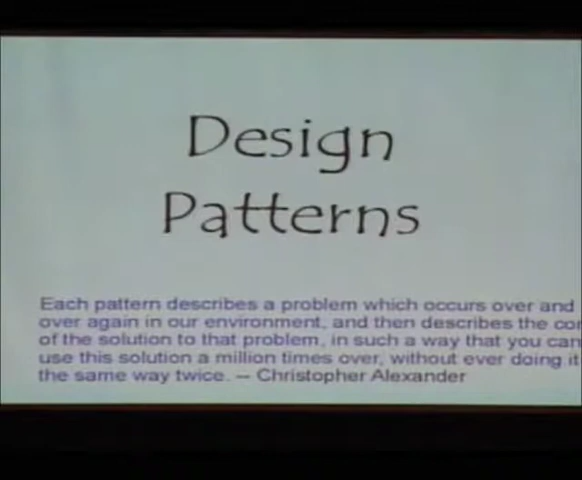 Design
Patterns
Each pattern describes a problem which occurs over and
over again in our environment, and then describes the cor
of the solution to that problem, in such a way that you can
use this solution a million times over, without ever doing it
the same way twice. -- Christopher Alexander